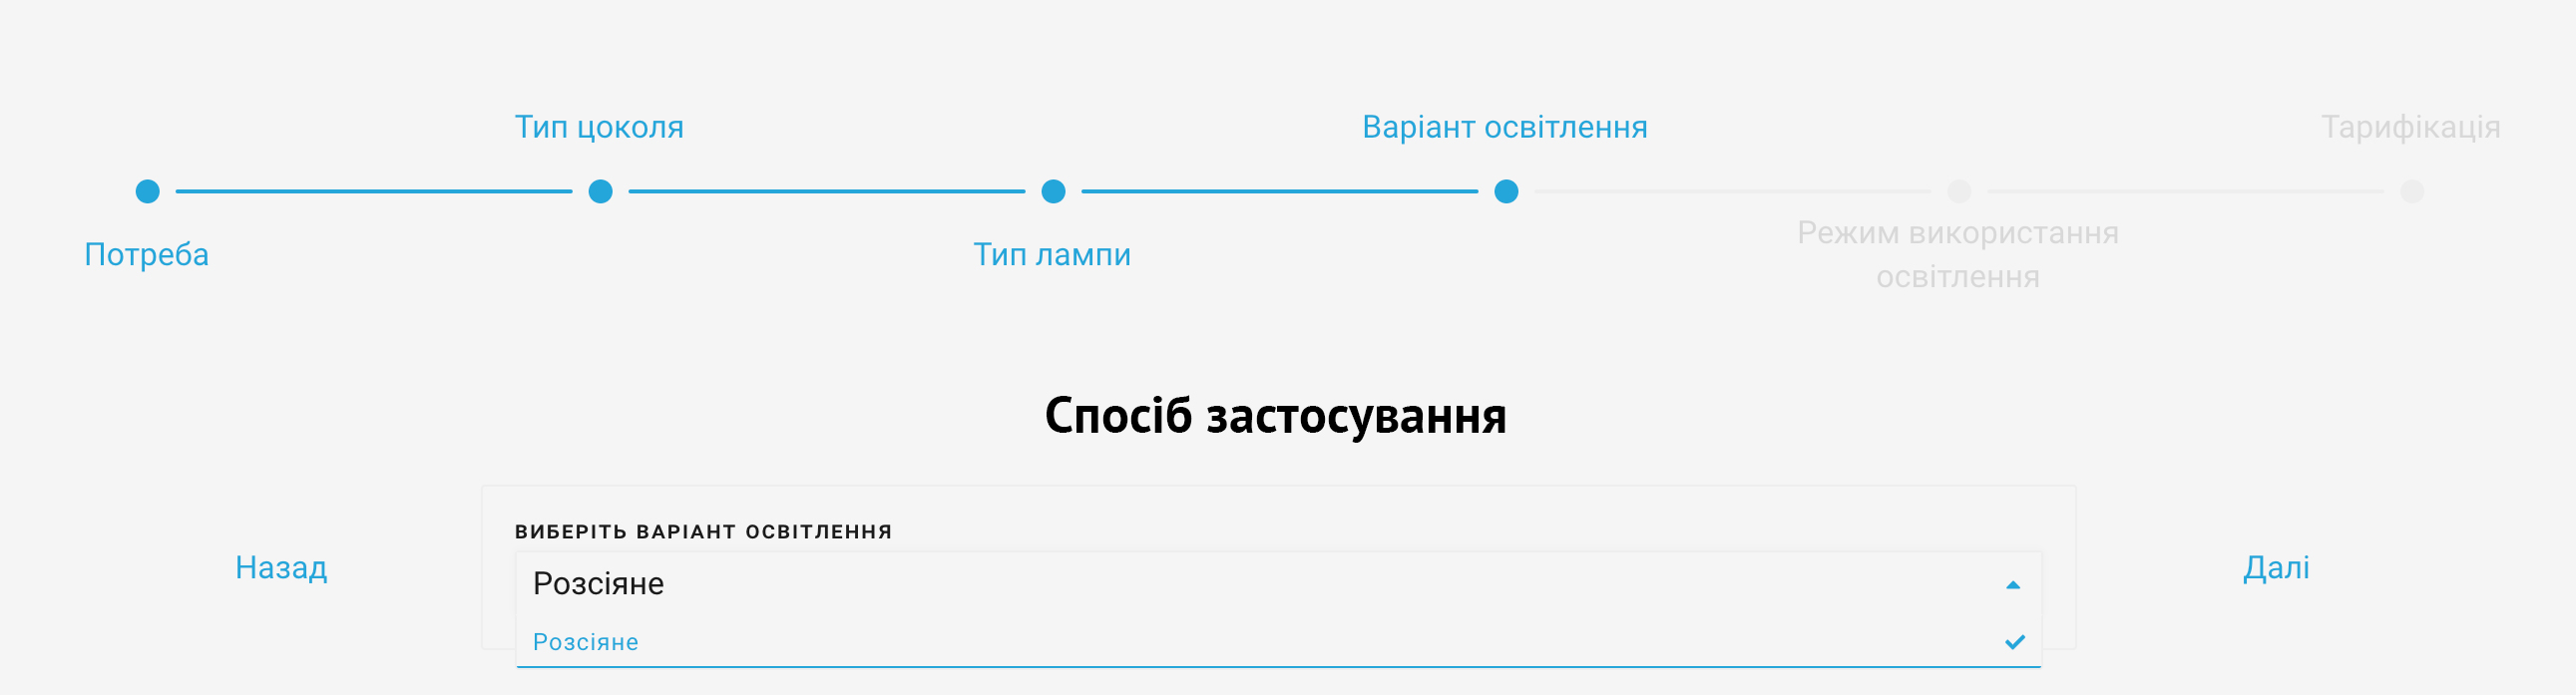 Тип цоколя
Варіант освітлення
Тарифікація
Потреба
Тип лампи
Режим використання
освітлення
Спосіб застосування
ВИБЕРІТЬ ВАРІАНТ ОСВІТЛЕННЯ
Назад
Розсіяне
Далі
Розсіяне